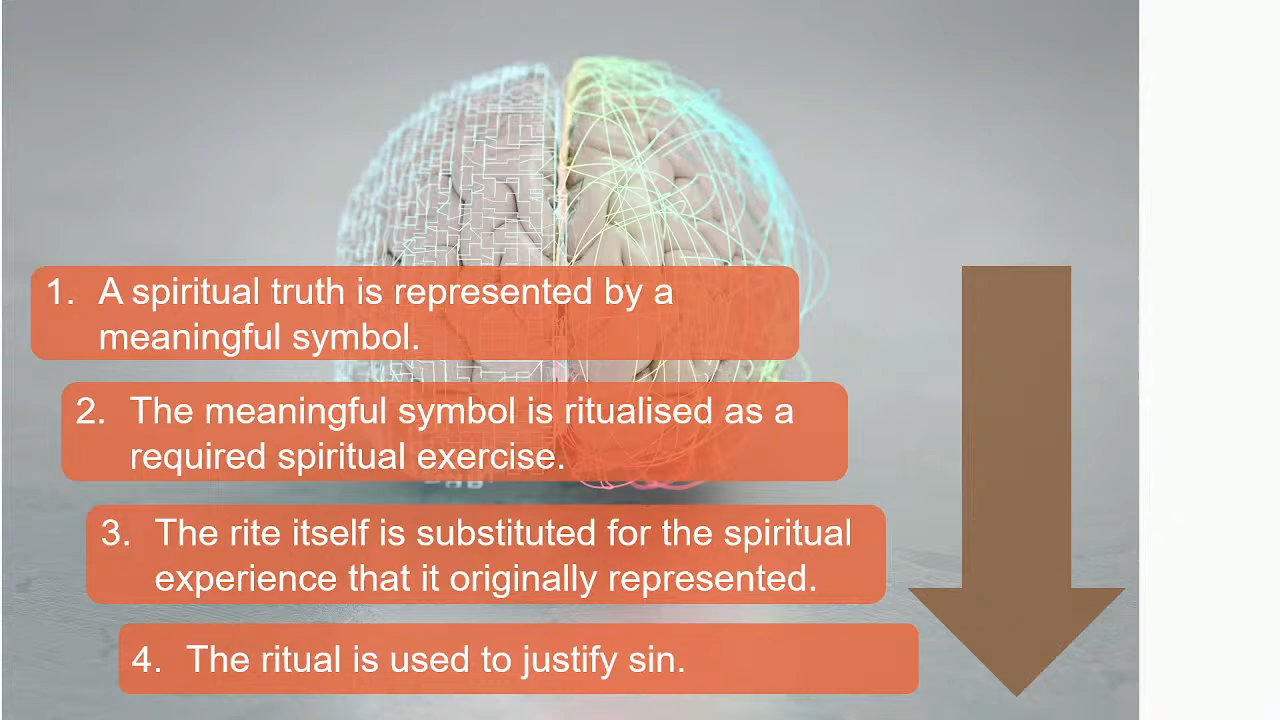 1. A spiritual truth is represented by a
meaningful symbol.
2. The meaningful symbol is ritualised as a
required spiritual exercise.
3. The rite itself is substituted for the spiritual
experience that it originally represented.
4. The ritual is used to justify sin.